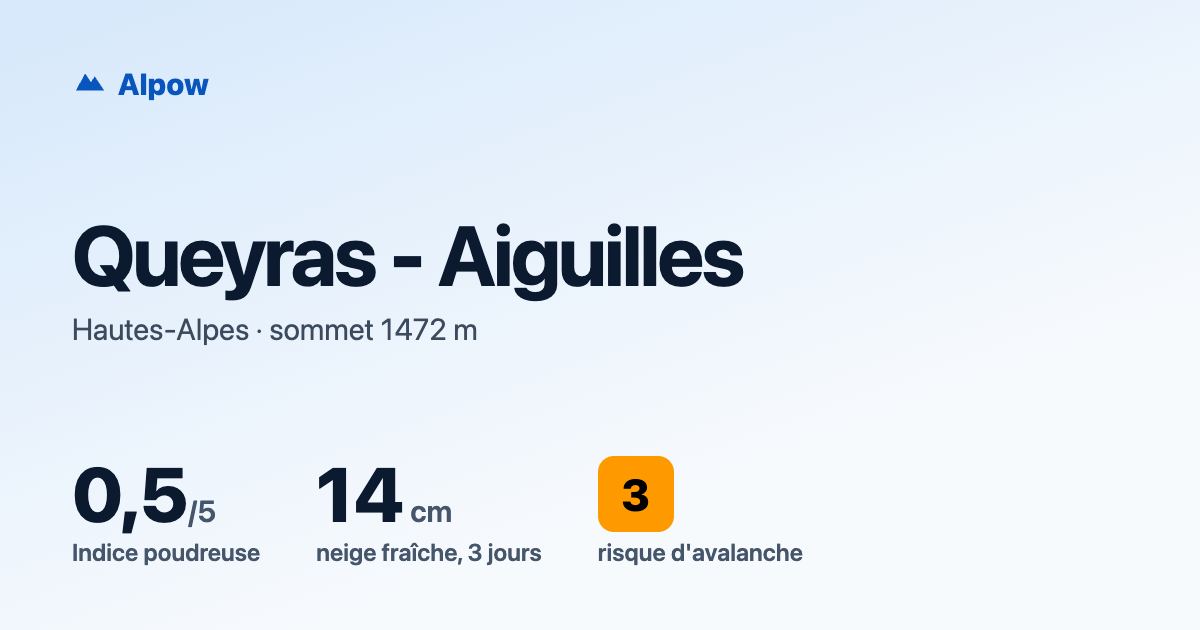 Alpow
Queyras - Aiguilles
Hautes-Alpes · sommet 1472 m
0,5/5 14 cm 3
Indice poudreuse neige fraîche, 3 jours risque d'avalanche